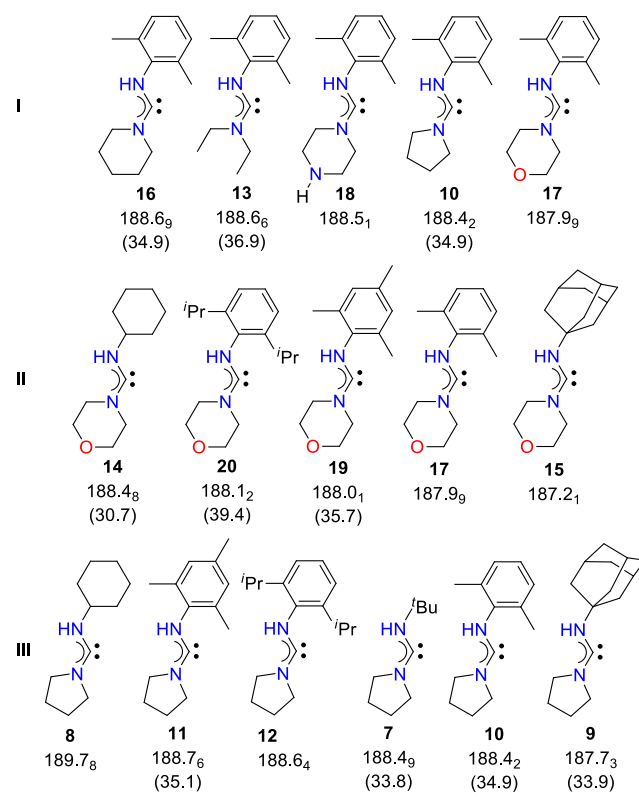 HN HN HN HN HN
I
N N N N N
N O
H
16 13 18 10 17
188.6₉ 188.6₆ 188.5₁ 188.4₂ 187.9₉
(34.9) (36.9) (34.9)
ⁱPr
ⁱPr
HN HN HN HN HN
II
N N N N N
O O O O O
14 20 19 17 15
188.4₈ 188.1₂ 188.0₁ 187.9₉ 187.2₁
(30.7) (39.4) (35.7)
ⁱPr
ᵗBu
ⁱPr
HN HN HN HN HN HN
III
N N N N N N
8 11 12 7 10 9
189.7₈ 188.7₆ 188.6₄ 188.4₉ 188.4₂ 187.7₃
(35.1) (33.8) (34.9) (33.9)